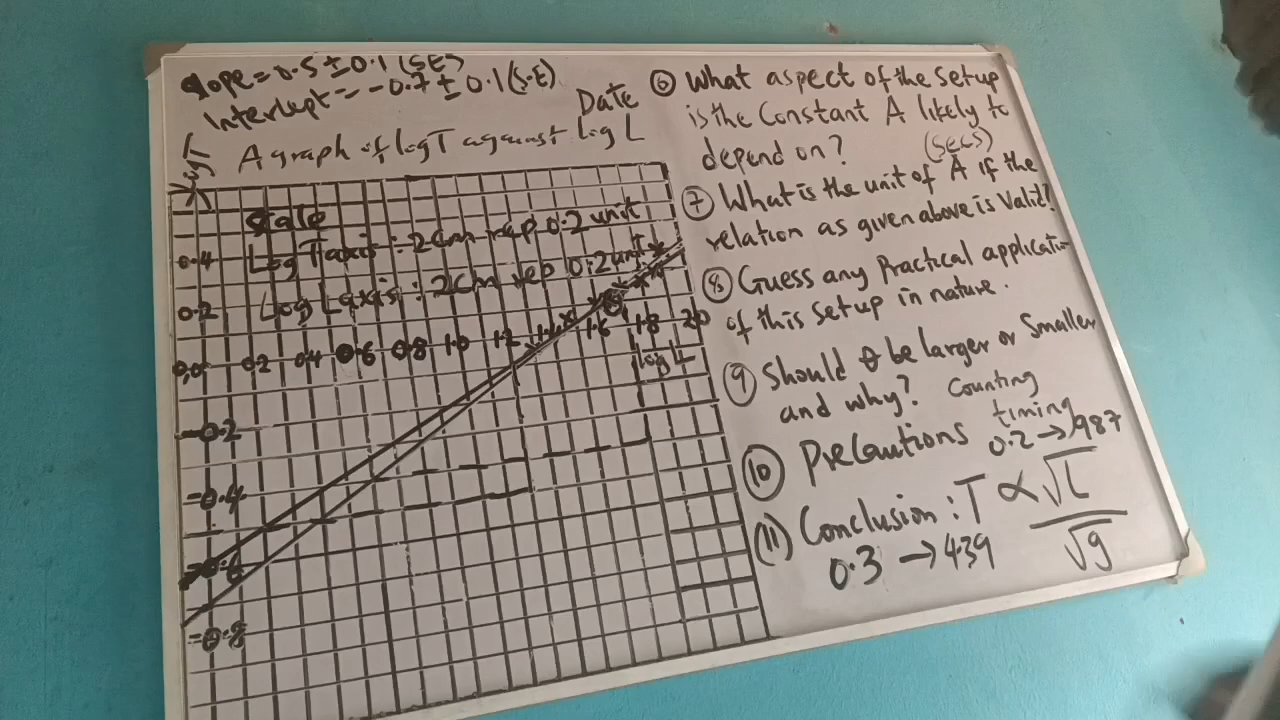 Slope = 0.5 ± 0.1 (SE)
Intercept = -0.7 ± 0.1 (S.E)
Date
A graph of log T against log L
log T
Scale
Log T axis : 2cm rep 0.2 unit
Log L axis : 2cm rep 0.2 unit
0.4
0.2
0.0 0.2 0.4 0.6 0.8 1.0 1.2 1.4 1.6 1.8 2.0
log L
-0.2
-0.4
-0.6
-0.8
6 What aspect of the setup
is the Constant A likely to
depend on?
(secs)
7 What is the unit of A if the
relation as given above is Valid?
8 Guess any Practical applicatio
of this setup in nature.
9 Should θ be larger or Smaller
and why?
Counting
timing
10 Precautions
0.2 → 987
(11) Conclusion : T ∝ √L
√g
0.3 → 4.39